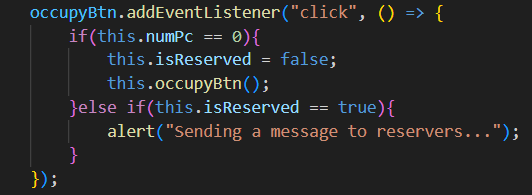 occupyBtn.addEventListener("click", () => {
    if(this.numPc == 0){
        this.isReserved = false;
        this.occupyBtn();
    }else if(this.isReserved == true){
        alert("Sending a message to reservers...");
    }
});